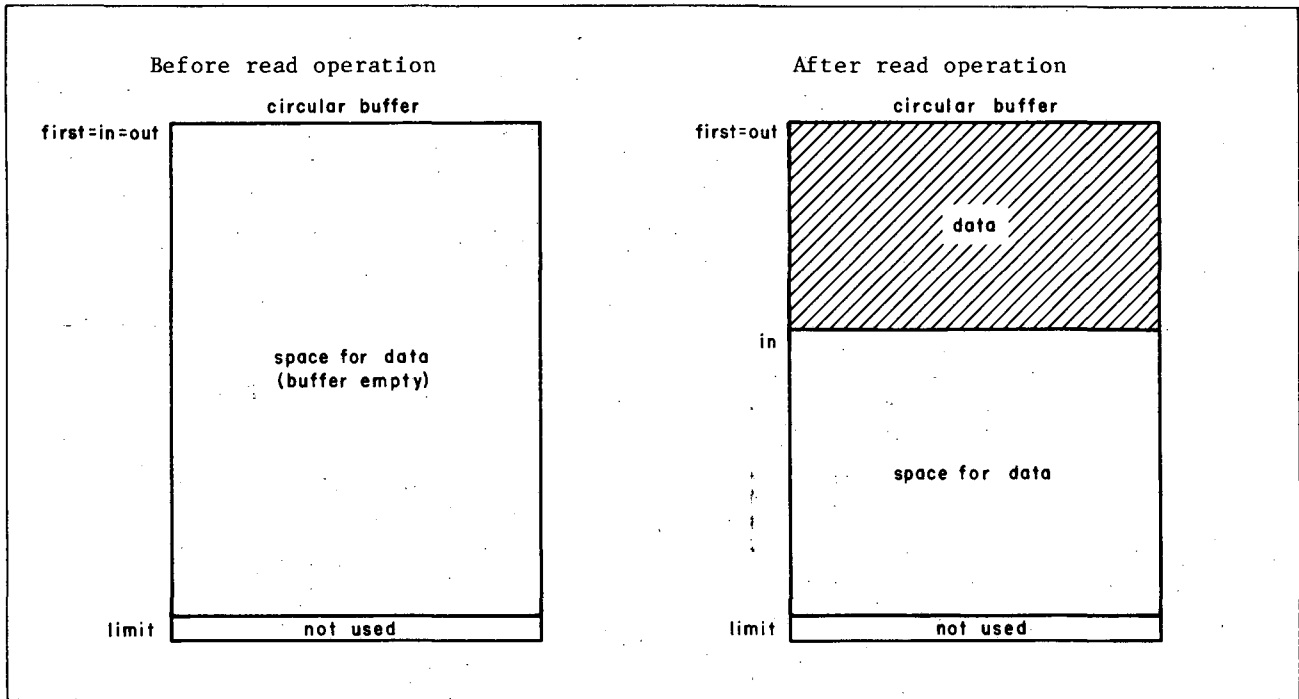 Before read operation
circular buffer
first=in=out
space for data
(buffer empty)
limit
not used
After read operation
circular buffer
first=out
data
in
space for data
limit
not used